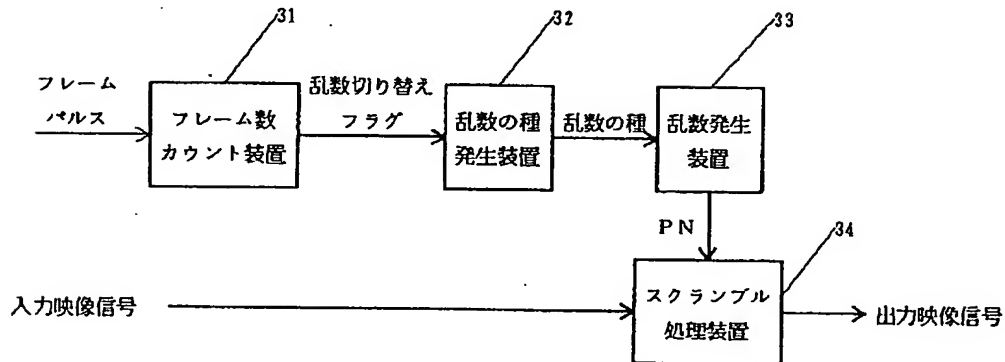 31
32
33
フレーム
パルス
フレーム数
カウント装置
乱数切り替え
フラグ
乱数の種
発生装置
乱数の種
乱数発生
装置
PN
34
入力映像信号
スクランブル
処理装置
出力映像信号